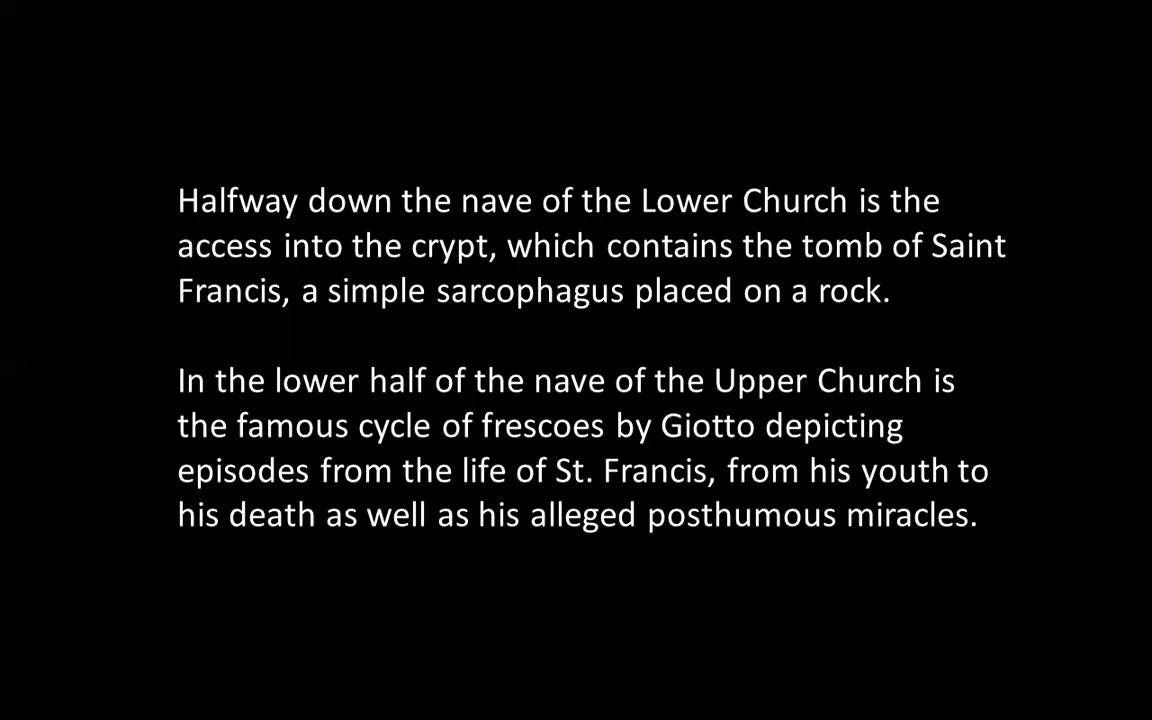 Halfway down the nave of the Lower Church is the
access into the crypt, which contains the tomb of Saint
Francis, a simple sarcophagus placed on a rock.
In the lower half of the nave of the Upper Church is
the famous cycle of frescoes by Giotto depicting
episodes from the life of St. Francis, from his youth to
his death as well as his alleged posthumous miracles.